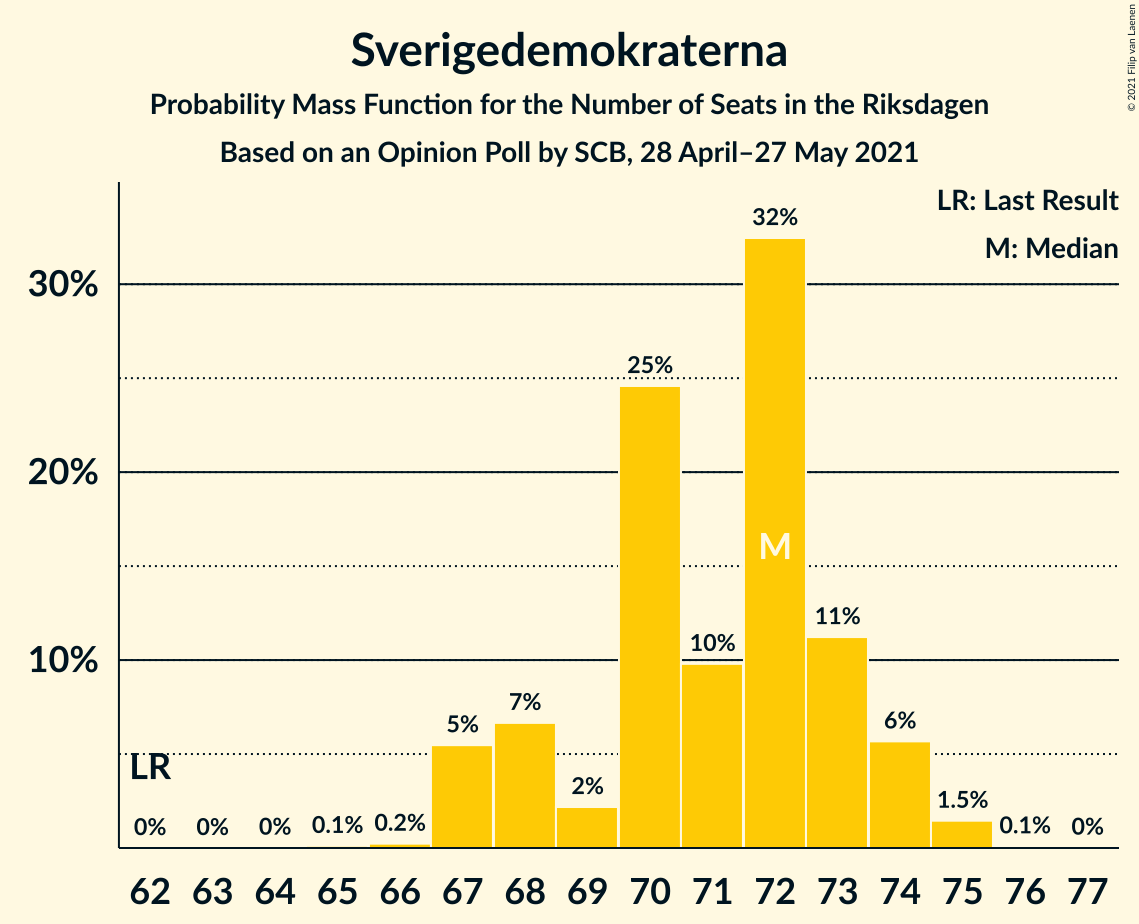 Sverigedemokraterna
Probability Mass Function for the Number of Seats in the Riksdagen
Based on an Opinion Poll by SCB, 28 April–27 May 2021
© 2021 Filip van Laenen
LR: Last Result
M: Median
30%
20%
10%
32%
25%
M
11%
10%
7%
5%
6%
LR
2%
1.5%
0%
0%
0%
0.1%
0.2%
0.1%
0%
62 63 64 65 66 67 68 69 70 71 72 73 74 75 76 77